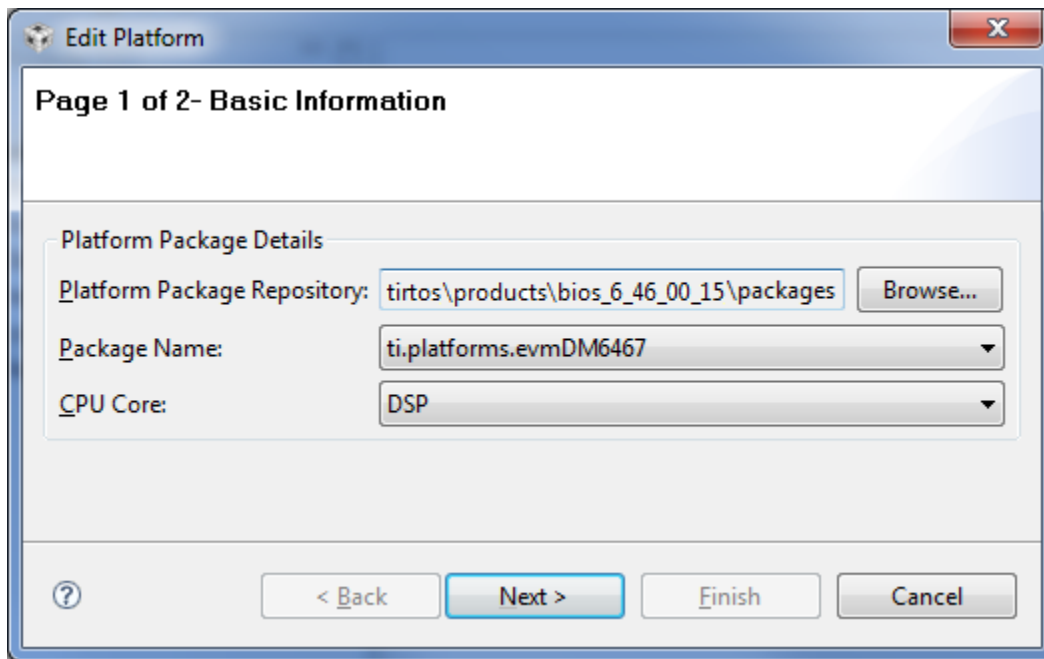 Edit Platform
X
Page 1 of 2- Basic Information
Platform Package Details
Platform Package Repository: tirtos\products\bios_6_46_00_15\packages Browse...
Package Name: ti.platforms.evmDM6467
CPU Core: DSP
? < Back Next > Finish Cancel